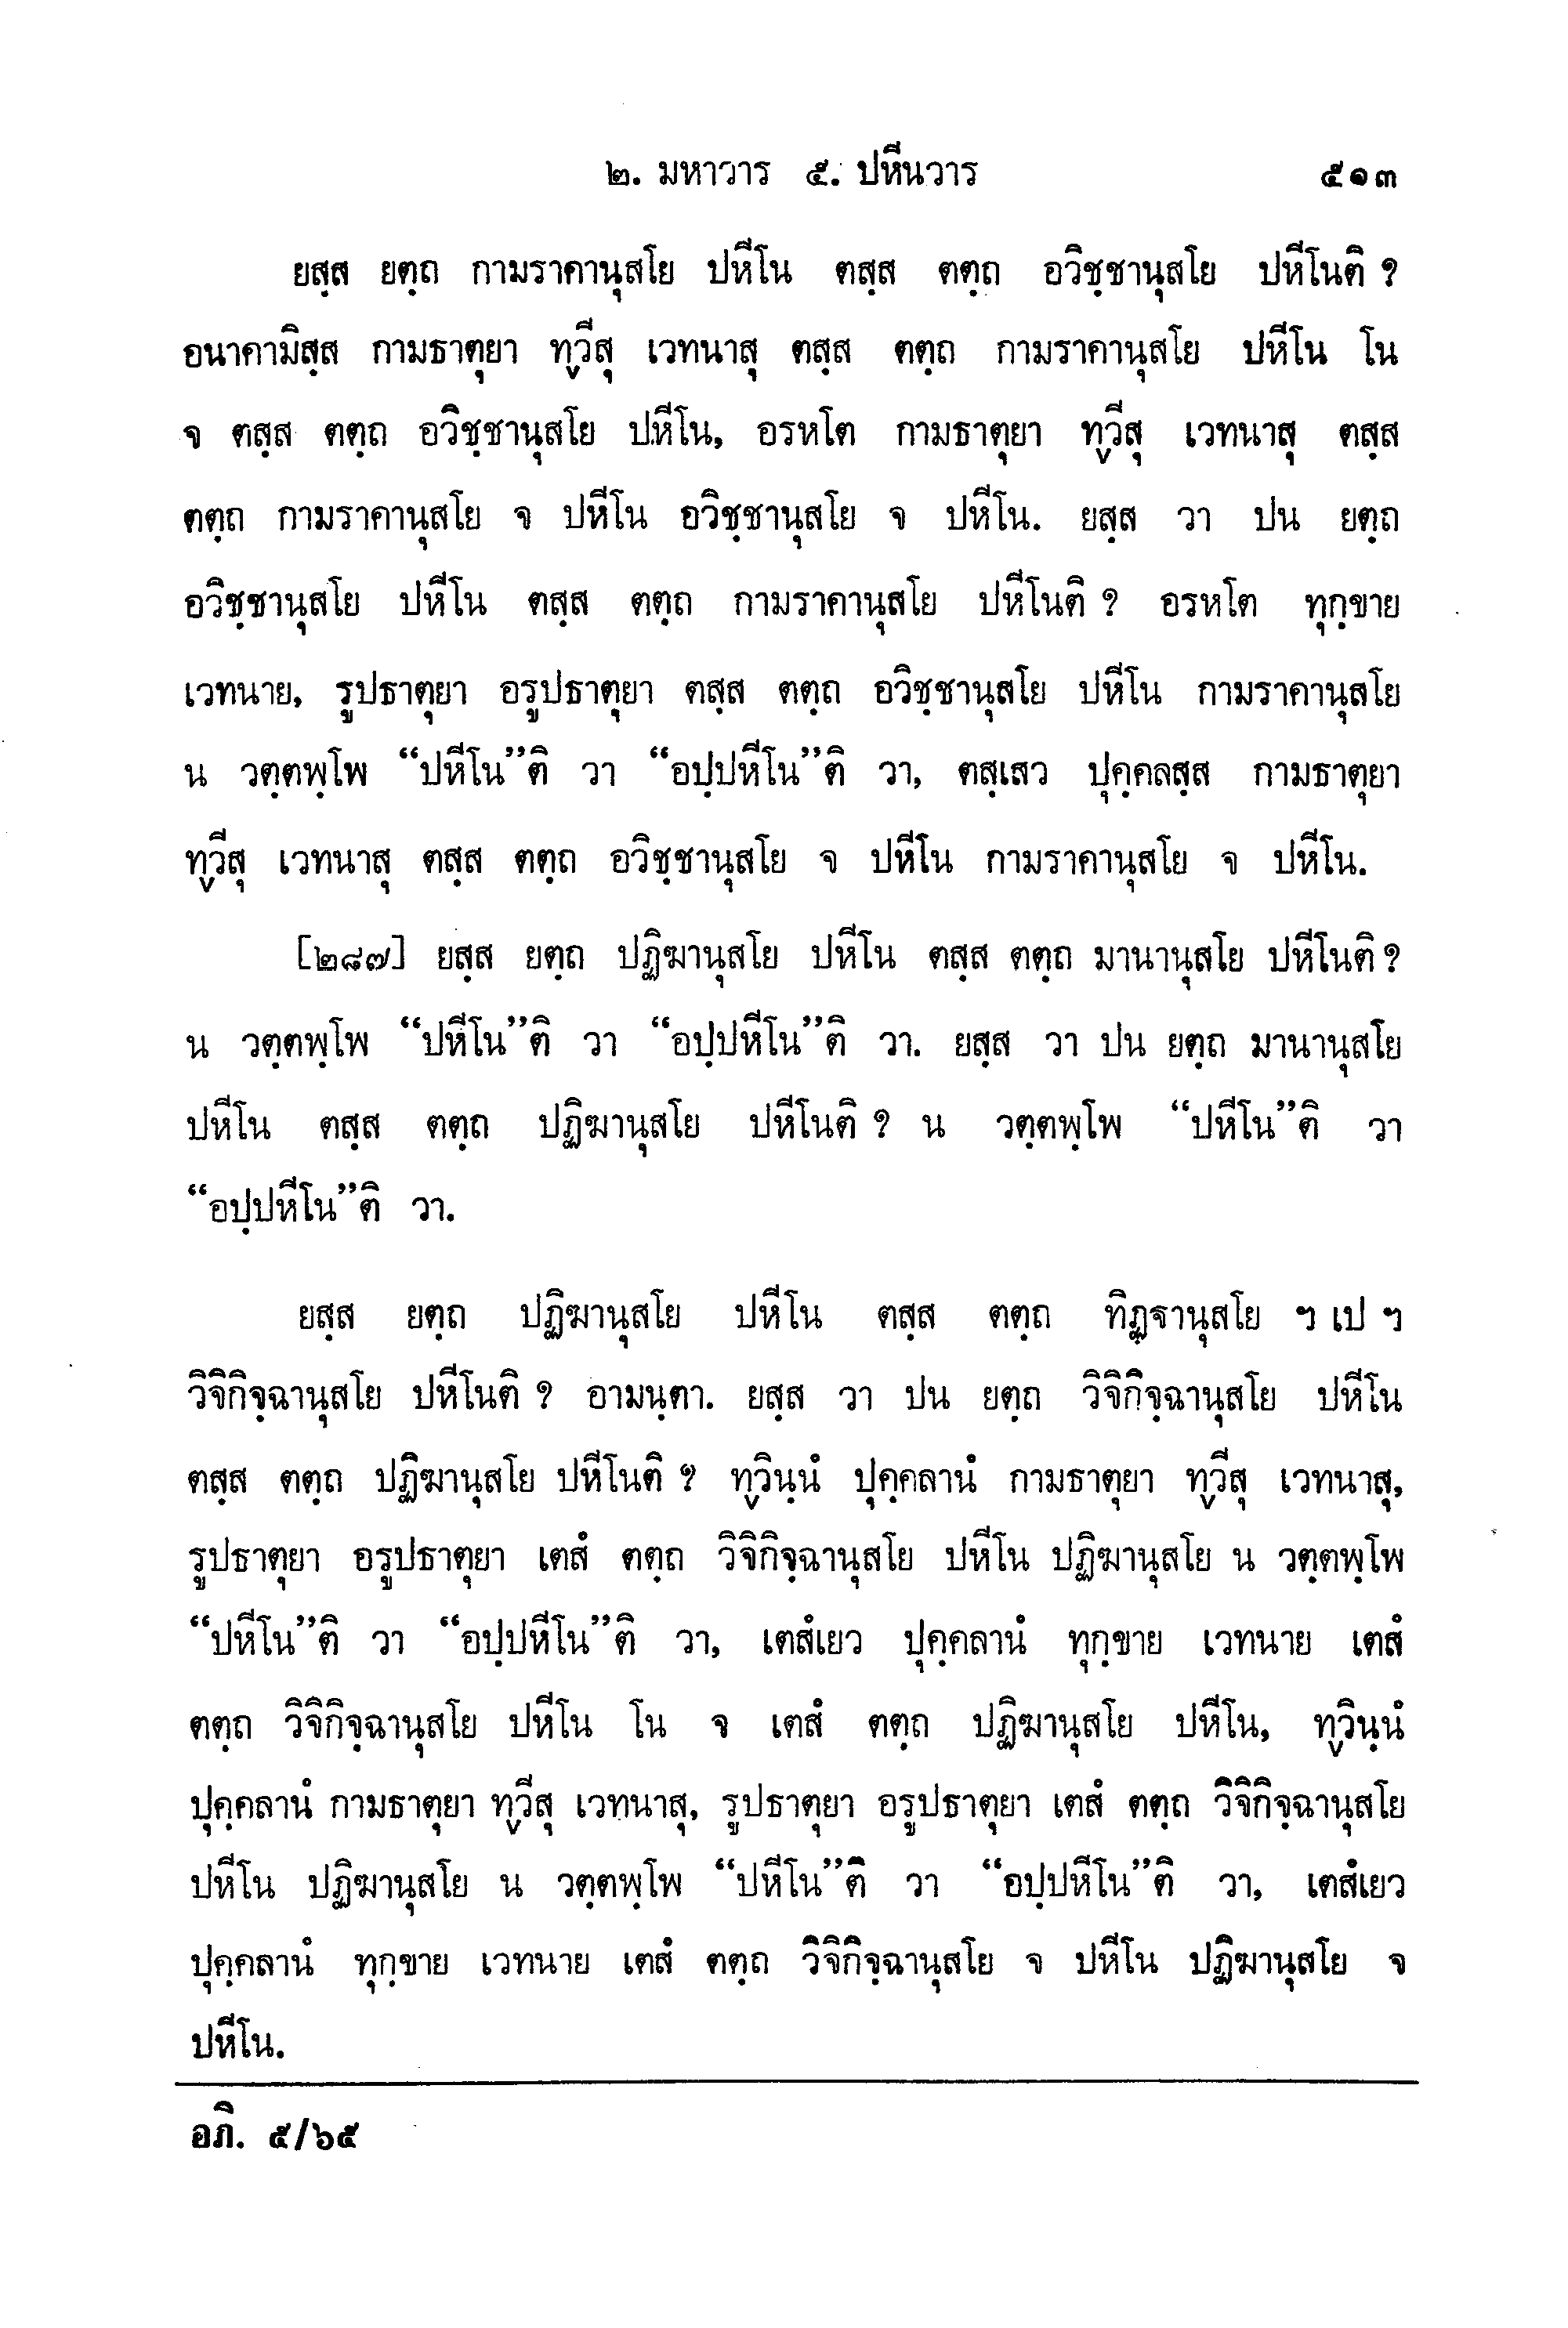 ๒. มหาวาร ๕. ปหีนวาร ๕๑๓
ยสฺส ยตฺถ กามราคานุสโย ปหีโน ตสฺส ตตฺถ อวิชฺชานุสโย ปหีโนติ ?
อนาคามิสฺส กามธาตุยา ทฺวีสุ เวทนาสุ ตสฺส ตตฺถ กามราคานุสโย ปหีโน โน
จ ตสฺส ตตฺถ อวิชฺชานุสโย ปหีโน, อรหโต กามธาตุยา ทฺวีสุ เวทนาสุ ตสฺส
ตตฺถ กามราคานุสโย จ ปหีโน อวิชฺชานุสโย จ ปหีโน. ยสฺส วา ปน ยตฺถ
อวิชฺชานุสโย ปหีโน ตสฺส ตตฺถ กามราคานุสโย ปหีโนติ ? อรหโต ทุกฺขาย
เวทนาย, รูปธาตุยา อรูปธาตุยา ตสฺส ตตฺถ อวิชฺชานุสโย ปหีโน กามราคานุสโย
น วตฺตพฺโพ “ปหีโน”ติ วา “อปฺปหีโน”ติ วา, ตสฺเสว ปุคฺคลสฺส กามธาตุยา
ทฺวีสุ เวทนาสุ ตสฺส ตตฺถ อวิชฺชานุสโย จ ปหีโน กามราคานุสโย จ ปหีโน.
[๒๘๗] ยสฺส ยตฺถ ปฏิฆานุสโย ปหีโน ตสฺส ตตฺถ มานานุสโย ปหีโนติ ?
น วตฺตพฺโพ “ปหีโน”ติ วา “อปฺปหีโน”ติ วา. ยสฺส วา ปน ยตฺถ มานานุสโย
ปหีโน ตสฺส ตตฺถ ปฏิฆานุสโย ปหีโนติ ? น วตฺตพฺโพ “ปหีโน”ติ วา
“อปฺปหีโน”ติ วา.
ยสฺส ยตฺถ ปฏิฆานุสโย ปหีโน ตสฺส ตตฺถ ทิฏฺฐานุสโย ฯ เป ฯ
วิจิกิจฺฉานุสโย ปหีโนติ ? อามนฺตา. ยสฺส วา ปน ยตฺถ วิจิกิจฺฉานุสโย ปหีโน
ตสฺส ตตฺถ ปฏิฆานุสโย ปหีโนติ ? ทฺวินฺนํ ปุคฺคลานํ กามธาตุยา ทฺวีสุ เวทนาสุ,
รูปธาตุยา อรูปธาตุยา เตสํ ตตฺถ วิจิกิจฺฉานุสโย ปหีโน ปฏิฆานุสโย น วตฺตพฺโพ
“ปหีโน”ติ วา “อปฺปหีโน”ติ วา, เตสํเยว ปุคฺคลานํ ทุกฺขาย เวทนาย เตสํ
ตตฺถ วิจิกิจฺฉานุสโย ปหีโน โน จ เตสํ ตตฺถ ปฏิฆานุสโย ปหีโน, ทฺวินฺนํ
ปุคฺคลานํ กามธาตุยา ทฺวีสุ เวทนาสุ, รูปธาตุยา อรูปธาตุยา เตสํ ตตฺถ วิจิกิจฺฉานุสโย
ปหีโน ปฏิฆานุสโย น วตฺตพฺโพ “ปหีโน”ติ วา “อปฺปหีโน”ติ วา, เตสํเยว
ปุคฺคลานํ ทุกฺขาย เวทนาย เตสํ ตตฺถ วิจิกิจฺฉานุสโย จ ปหีโน ปฏิฆานุสโย จ
ปหีโน.
อภิ. ๕/๖๕